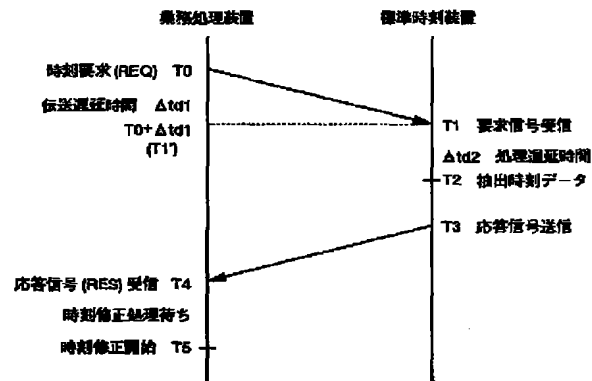 業務処理装置
標準時刻装置
時刻要求(REQ) T0
伝送遅延時間 Δtd1
T0+Δtd1
(T1')
T1 要求信号受信
Δtd2 処理遅延時間
T2 抽出時刻データ
T3 応答信号送信
応答信号(RES)受信 T4
時刻修正処理待ち
時刻修正開始 T5